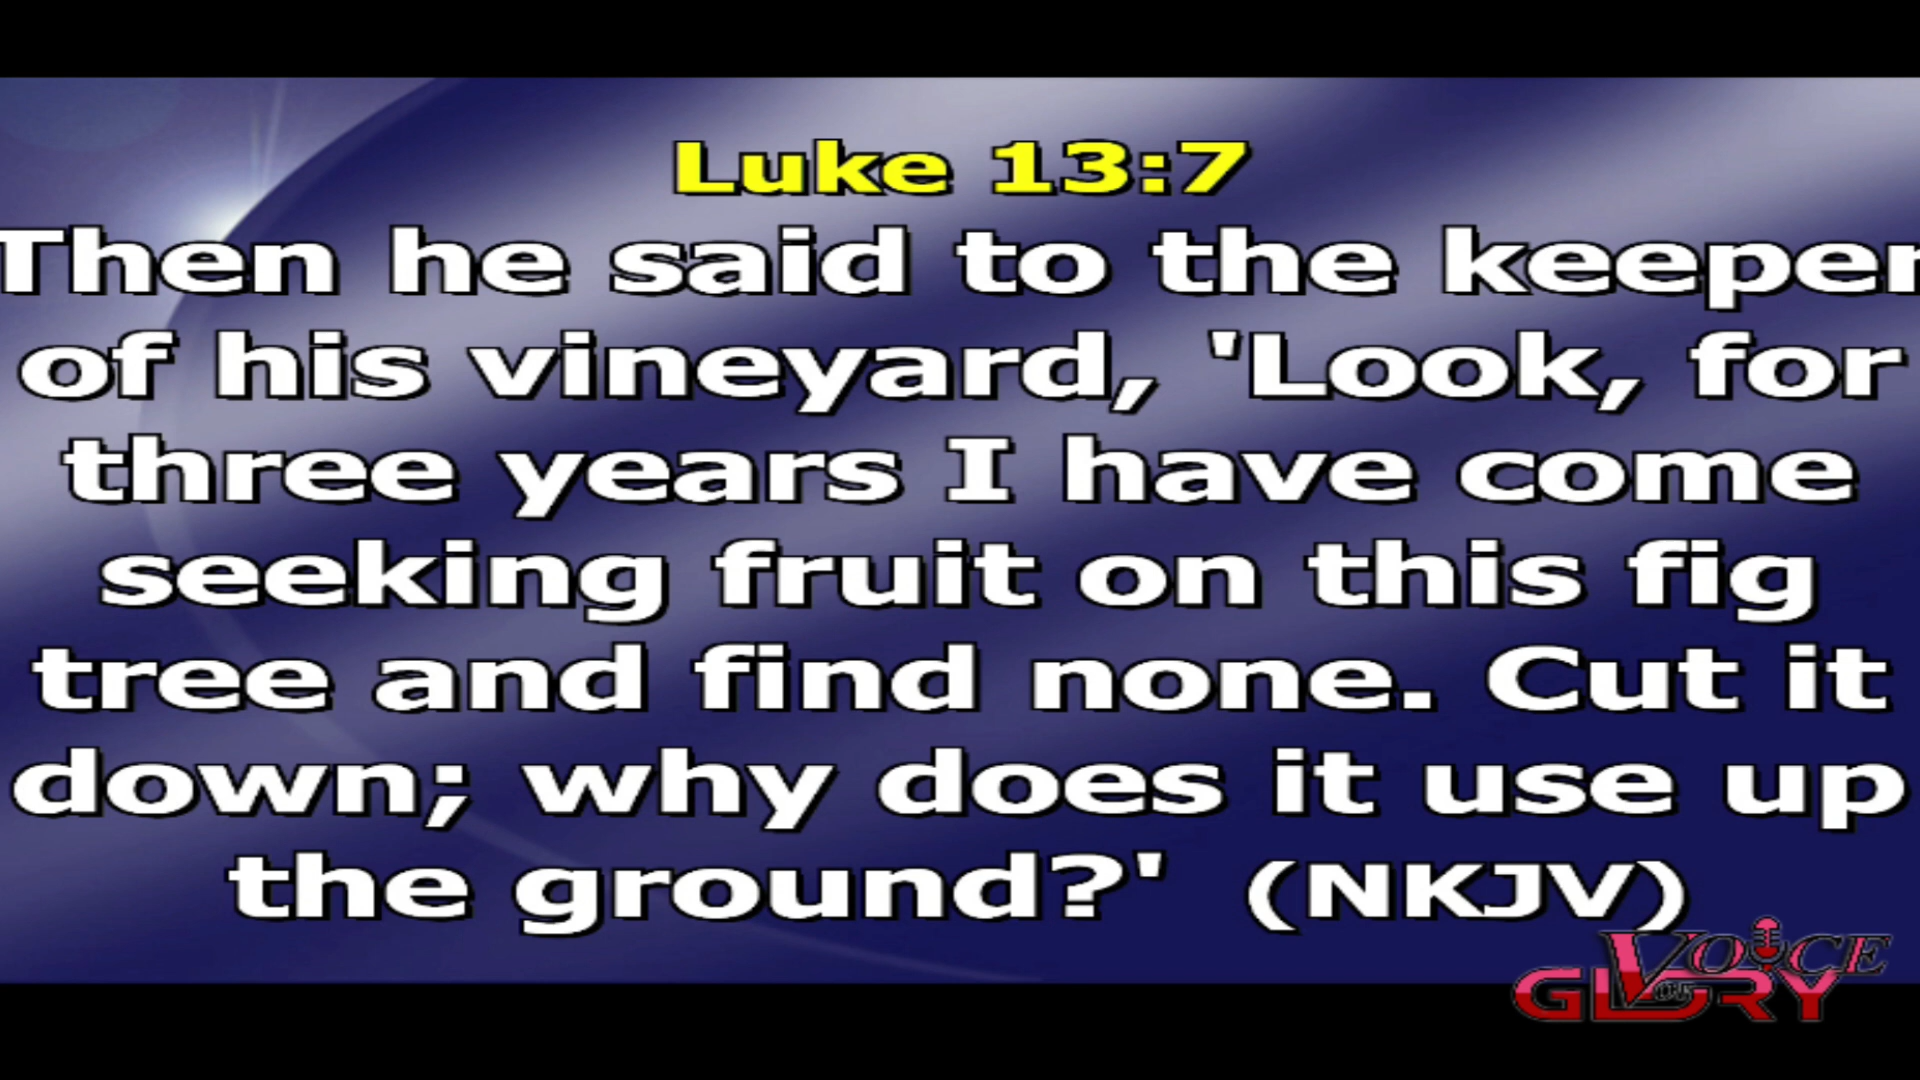 Luke 13:7
Then he said to the keeper
of his vineyard, 'Look, for
three years I have come
seeking fruit on this fig
tree and find none. Cut it
down; why does it use up
the ground?' (NKJV)
VOICE
OF
GLORY